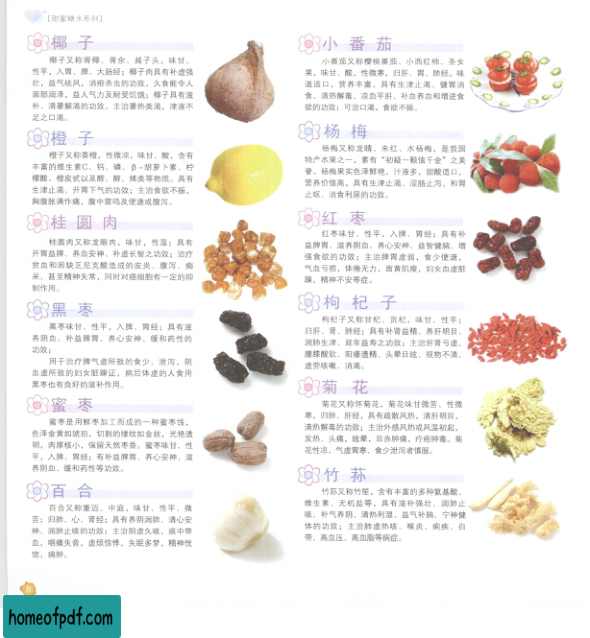 [甜蜜糖水系列]
椰子
椰子又称胥椰、胥余、越子头，味甘、
性平，入胃、脾、大肠经；椰子肉具有补虚强
壮，益气祛风，消疳杀虫的功效，久食能令人
面部润泽，益人气力及耐受饥饿；椰子具有滋
补、清暑解渴的功效。主治暑热类渴，津液不
足之口渴。
橙子
橙子又称香橙，性微凉，味甘、酸，含有
丰富的维生素C、钙、磷、β-胡萝卜素、柠
檬酸、橙皮甙以及醛、醇、烯类等物质。具有
生津止渴、开胃下气的功效；主治食欲不振，
胸腹胀满作痛，腹中雷鸣及便溏或腹泻。
桂圆肉
桂圆肉又称龙眼肉，味甘，性温；具有
开胃益脾、养血安神、补虚长智之功效；治疗
贫血和因缺乏尼克酸造成的皮炎、腹泻、痴
呆、甚至精神失常，同时对癌细胞有一定的抑
制作用。
黑枣
黑枣味甘、性平，入脾、胃经；具有滋
养阴血、补益脾胃、养心安神、缓和药性的
功效；
用于治疗脾气虚所致的食少、泄泻，阴
血虚所致的妇女脏躁证，病后体虚的人食用
黑枣也有良好的滋补作用。
蜜枣
蜜枣是用鲜枣加工而成的一种蜜枣饯，
色泽金黄如琥珀，切割的缕纹如金丝，光艳透
明，肉厚核小，保留天然枣香。蜜枣味甘、性
平，入脾、胃经；有补益脾胃、养心安神、滋
养阴血、缓和药性等功效。
百合
百合又称重迈、中庭，味甘、性平、微
苦；归肺、心、肾经；具有养阴润肺、清心安
神、润肺止咳的功效；主治阴虚久咳，痰中带
血，咽痛失音，虚烦惊悸，失眠多梦，精神恍
惚，痈肿。
小番茄
小番茄又称樱桃番茄、小西红柿、圣女
果，味甘、酸，性微寒，归肝、胃、肺经，味
道适口，营养丰富，具有生津止渴、健胃消
食、清热解毒、凉血平肝、补血养血和增进食
欲的功效；可治口渴，食欲不振。
杨梅
杨梅又称龙睛、朱红、水杨梅，是我国
特产水果之一，素有“初疑一颗值千金”之美
誉。杨梅果实色泽鲜艳，汁液多，甜酸适口，
营养价值高，具有生津止渴、涩肠止泻、和胃
止呕、消食利尿的功效。
红枣
红枣味甘、性平，入脾、胃经；具有补
益脾胃、滋养阴血、养心安神、益智健脑、增
强食欲的功效；主治脾胃虚弱，食少便溏，
气血亏损，体倦无力，面黄肌瘦，妇女血虚脏
躁，精神不安等症。
枸杞子
枸杞子又称甘杞、贡杞，味甘、性平；
归肝、肾、肺经；具有补肾益精、养肝明目、
润肺生津、延年益寿之功效；主治肝肾亏虚、
腰膝酸软、阳痿遗精、头晕目眩、视物不清、
虚劳咳嗽、消渴。
菊花
菊花又称怀菊花，菊花味甘微苦、性微
寒，归肺、肝经，具有疏散风热，清肝明目，
清热解毒的功效；主治外感风热或风温初起，
发热、头痛，眩晕，目赤肿痛，疔疮肿毒。菊
花性凉，气虚胃寒、食少泄泻者慎服。
竹荪
竹荪又称竹笙，含有丰富的多种氨基酸、
维生素、无机盐等，具有滋补强壮、润肺止
咳、补气养阴、清热利湿、益气补脑、宁神健
体的功效；主治肺虚热咳、喉炎、痢疾、白
带、高血压、高血脂等病症。
8
homeofpdf.com